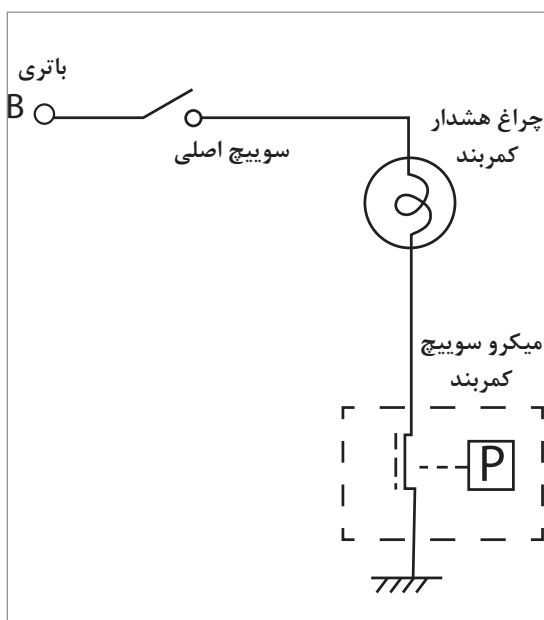 باتری
B
سوییچ اصلی
چراغ هشدار
کمربند
میکرو سوییچ
کمربند
P